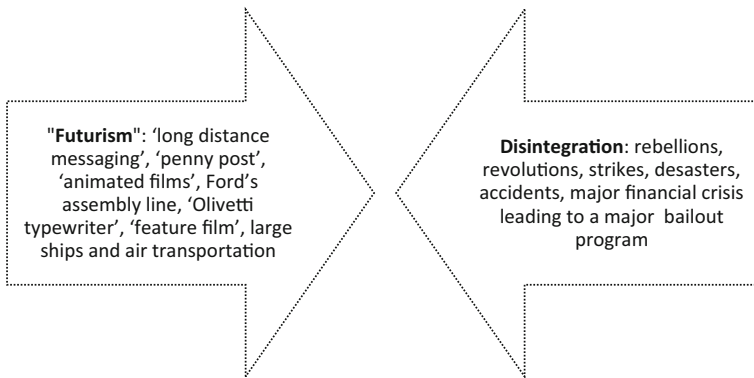 "Futurism": ‘long distance
messaging’, ‘penny post’,
‘animated films’, Ford’s
assembly line, ‘Olivetti
typewriter’, ‘feature film’, large
ships and air transportation
Disintegration: rebellions,
revolutions, strikes, desasters,
accidents, major financial crisis
leading to a major bailout
program